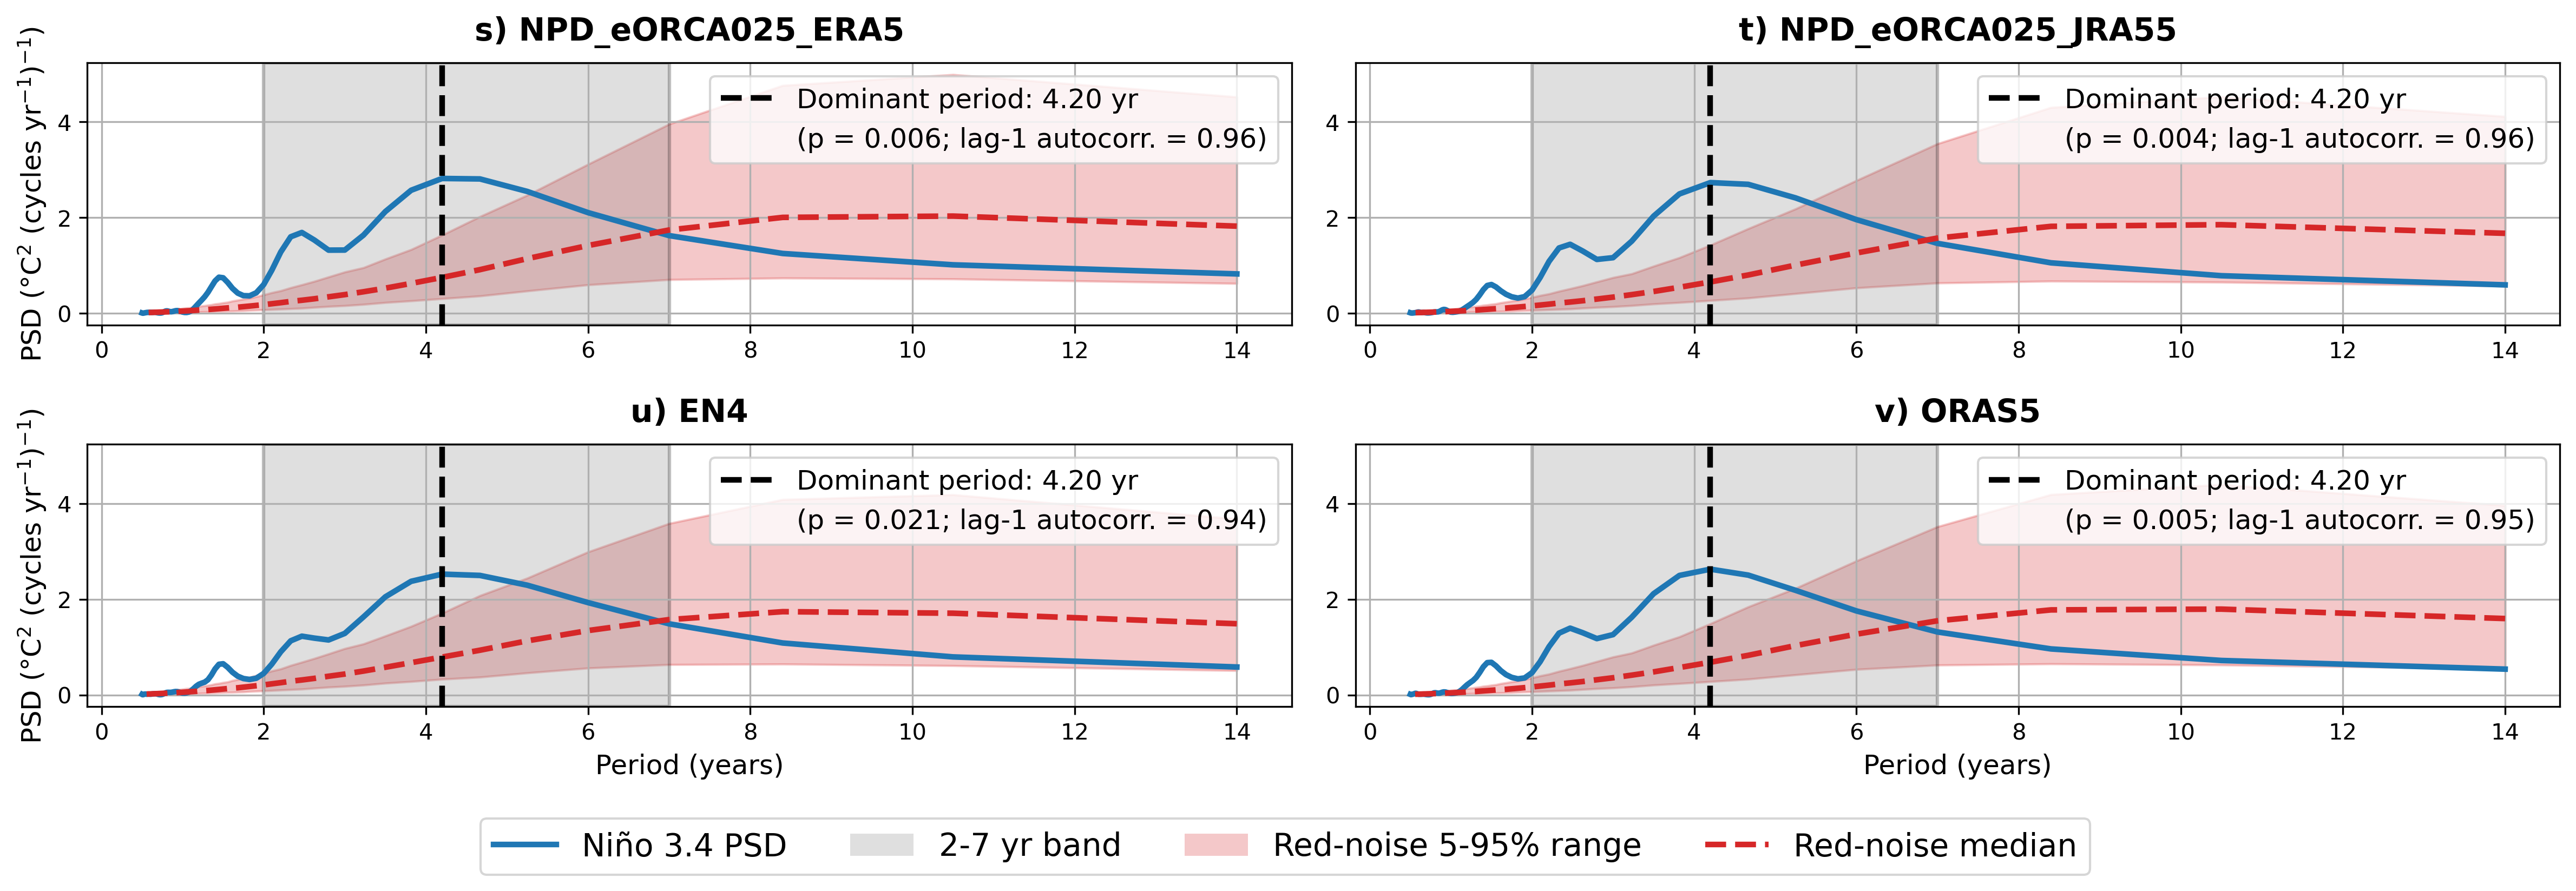 s) NPD_eORCA025_ERA5
PSD (°C² (cycles yr⁻¹)⁻¹)
4
2
0
Dominant period: 4.20 yr
(p = 0.006; lag-1 autocorr. = 0.96)
0 2 4 6 8 10 12 14
t) NPD_eORCA025_JRA55
4
2
0
Dominant period: 4.20 yr
(p = 0.004; lag-1 autocorr. = 0.96)
0 2 4 6 8 10 12 14
u) EN4
PSD (°C² (cycles yr⁻¹)⁻¹)
4
2
0
Dominant period: 4.20 yr
(p = 0.021; lag-1 autocorr. = 0.94)
0 2 4 6 8 10 12 14
Period (years)
v) ORAS5
4
2
0
Dominant period: 4.20 yr
(p = 0.005; lag-1 autocorr. = 0.95)
0 2 4 6 8 10 12 14
Period (years)
Niño 3.4 PSD 2-7 yr band Red-noise 5-95% range Red-noise median